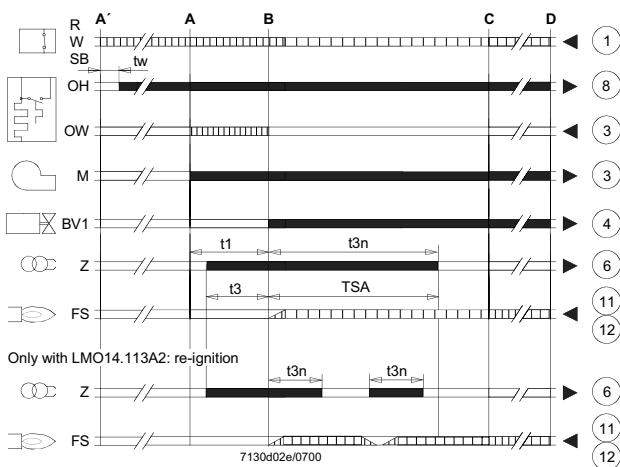 A´ A B C D
R
W 1
SB tw
OH 8
OW 3
M 3
BV1 4
t1 t3n
Z 6
t3 TSA
FS 11
12
Only with LMO14.113A2: re-ignition
t3n t3n
Z 6
FS 11
12
7130d02e/0700